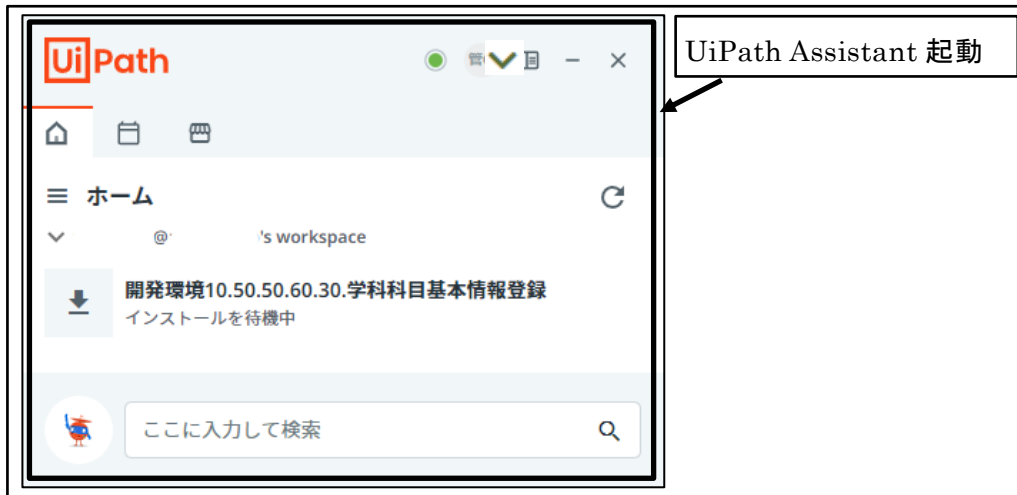 UiPath
UiPath Assistant 起動
ホーム
@ 's workspace
開発環境10.50.50.60.30.学科科目基本情報登録
インストールを待機中
ここに入力して検索